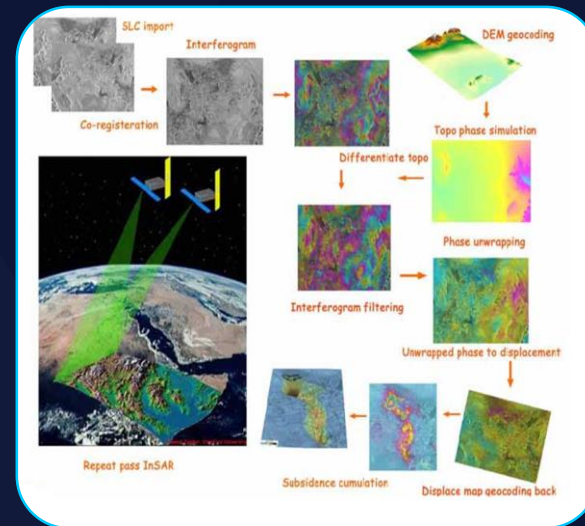 SLC import
Interferogram
DEM geocoding
Co-registeration
Topo phase simulation
Differentiate topo
Phase unwrapping
Interferogram filtering
Unwrapped phase to displacement
Repeat pass InSAR
Subsidence cumulation
Displace map geocoding back